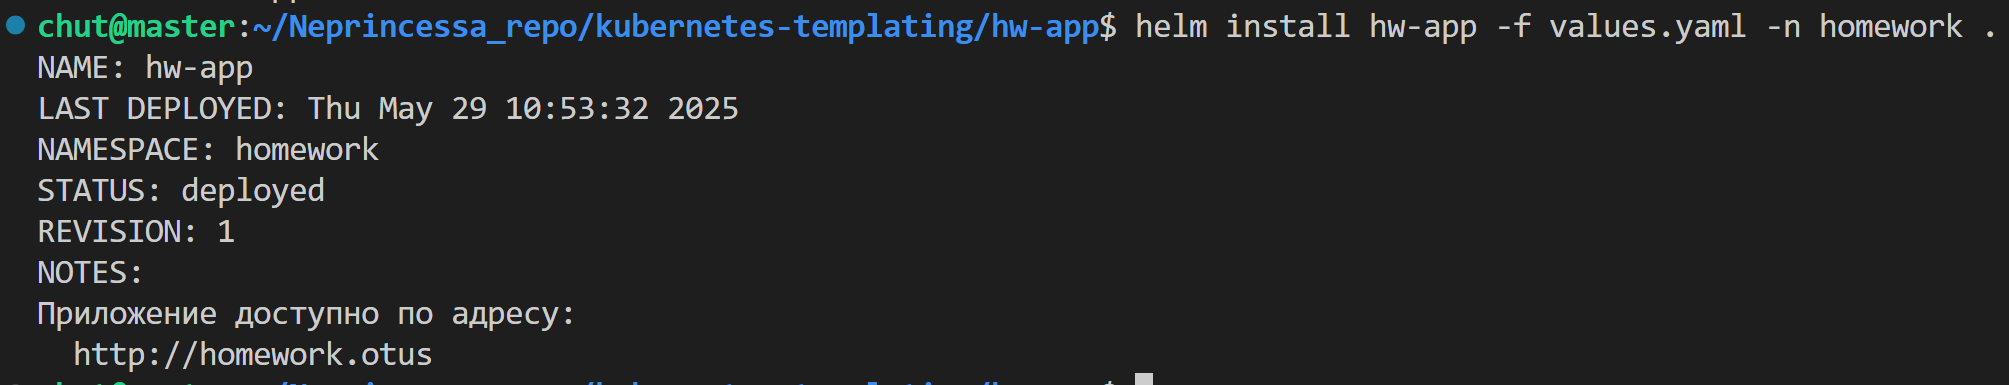 chut@master:~/Neprincessa_repo/kubernetes-templating/hw-app$ helm install hw-app -f values.yaml -n homework .
NAME: hw-app
LAST DEPLOYED: Thu May 29 10:53:32 2025
NAMESPACE: homework
STATUS: deployed
REVISION: 1
NOTES:
Приложение доступно по адресу:
  http://homework.otus